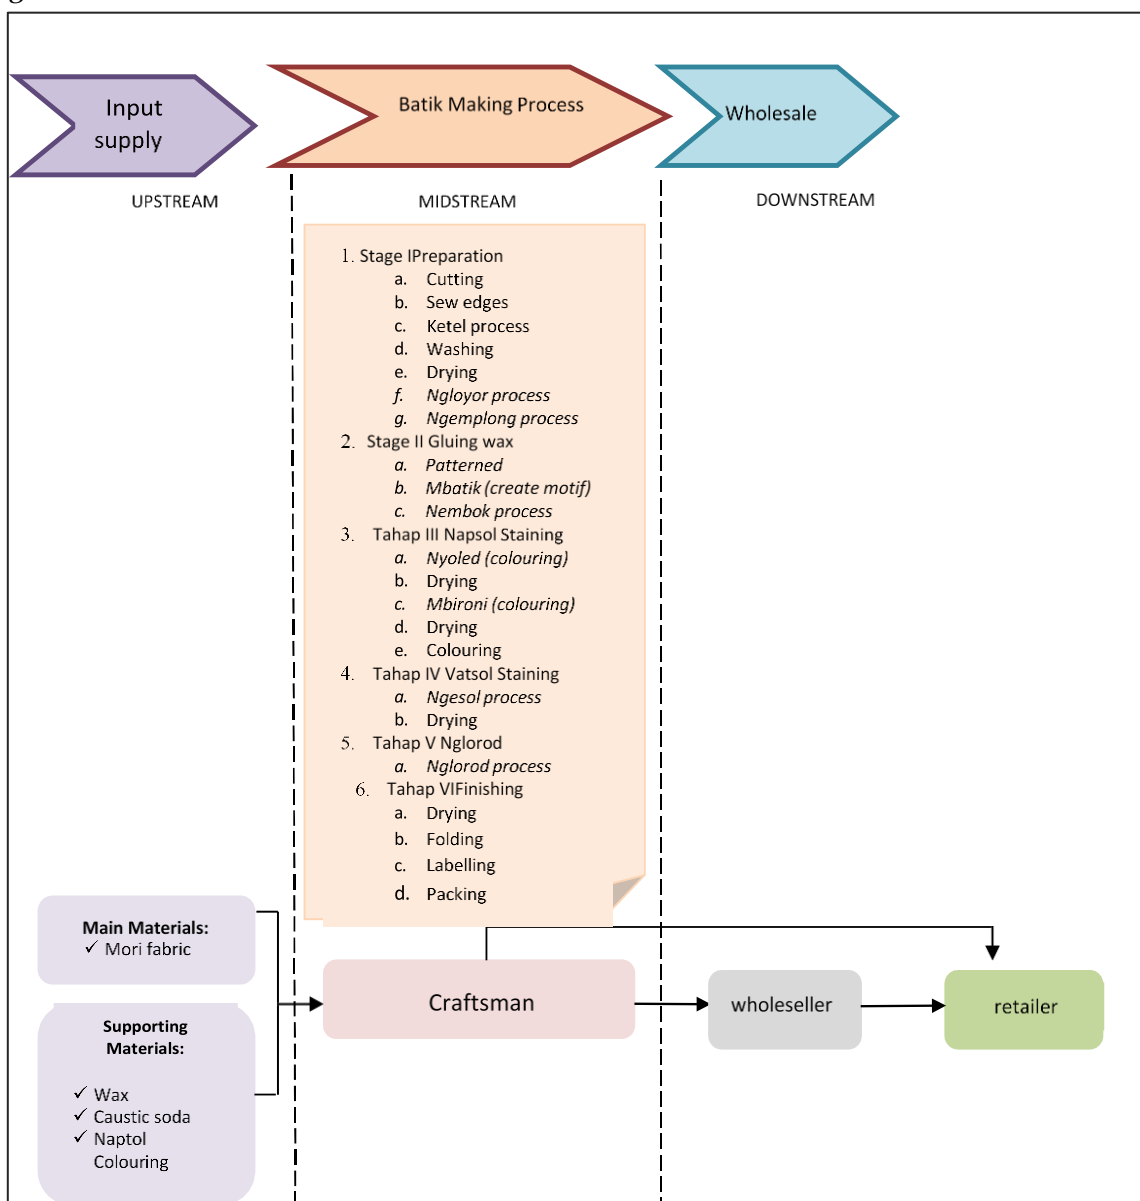 Input
supply
Batik Making Process
Wholesale
UPSTREAM
MIDSTREAM
DOWNSTREAM
1. Stage IPreparation
a. Cutting
b. Sew edges
c. Ketel process
d. Washing
e. Drying
f. Ngloyor process
g. Ngemplong process
2. Stage II Gluing wax
a. Patterned
b. Mbatik (create motif)
c. Nembok process
3. Tahap III Napsol Staining
a. Nyoled (colouring)
b. Drying
c. Mbironi (colouring)
d. Drying
e. Colouring
4. Tahap IV Vatsol Staining
a. Ngesol process
b. Drying
5. Tahap V Nglorod
a. Nglorod process
6. Tahap VIFinishing
a. Drying
b. Folding
c. Labelling
d. Packing
Main Materials:
✓ Mori fabric
Supporting
Materials:
✓ Wax
✓ Caustic soda
✓ Naptol
Colouring
Craftsman
wholeseller
retailer